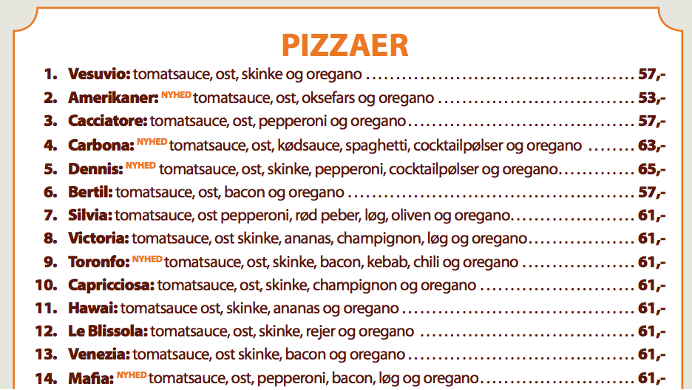 PIZZAER
1. Vesuvio: tomatsauce, ost, skinke og oregano 57,-
2. Amerikaner: NYHED tomatsauce, ost, oksefars og oregano 53,-
3. Cacciatore: tomatsauce, ost, pepperoni og oregano 57,-
4. Carbona: NYHED tomatsauce, ost, kødsauce, spaghetti, cocktailpølser og oregano 63,-
5. Dennis: NYHED tomatsauce, ost, skinke, pepperoni, cocktailpølser og oregano 65,-
6. Bertil: tomatsauce, ost, bacon og oregano 57,-
7. Silvia: tomatsauce, ost pepperoni, rød peber, løg, oliven og oregano 61,-
8. Victoria: tomatsauce, ost skinke, ananas, champignon, løg og oregano 61,-
9. Toronfo: NYHED tomatsauce, ost, skinke, bacon, kebab, chili og oregano 61,-
10. Capricciosa: tomatsauce, ost, skinke, champignon og oregano 61,-
11. Hawai: tomatsauce ost, skinke, ananas og oregano 61,-
12. Le Blissola: tomatsauce, ost, skinke, rejer og oregano 61,-
13. Venezia: tomatsauce, ost skinke, bacon og oregano 61,-
14. Mafia: NYHED tomatsauce, ost, pepperoni, bacon, løg og oregano 61,-